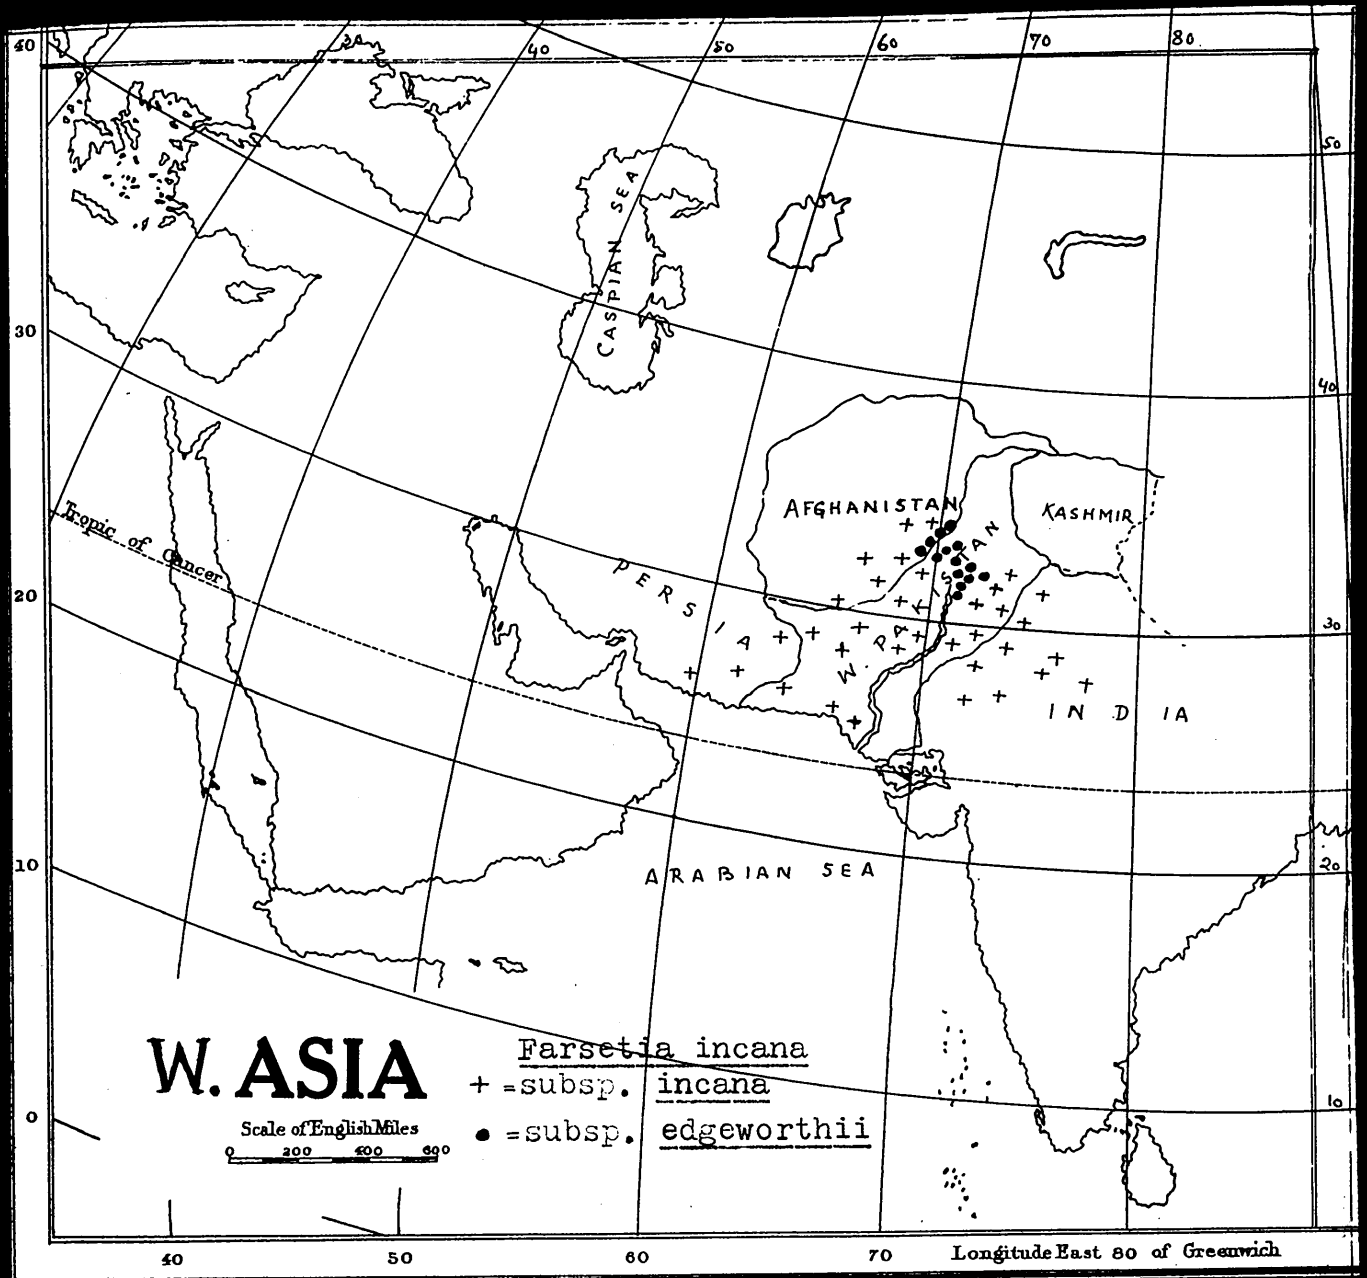 40 30 40 50 60 70 80
50
CASPIAN SEA
30
40
AFGHANISTAN
KASHMIR
Tropic of Cancer
PERSIA
W. PAKISTAN
20
30
INDIA
10
20
ARABIAN SEA
W. ASIA
Farsetia incana
+ = subsp. incana
● = subsp. edgeworthii
10
0
Scale of English Miles
0 200 400 600
40 50 60 70 Longitude East 80 of Greenwich